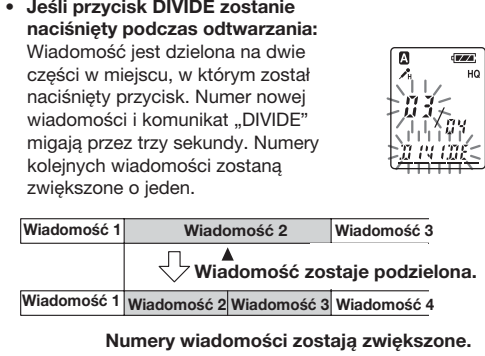 • Jeśli przycisk DIVIDE zostanie
naciśnięty podczas odtwarzania:
Wiadomość jest dzielona na dwie
części w miejscu, w którym został
naciśnięty przycisk. Numer nowej
wiadomości i komunikat „DIVIDE”
migają przez trzy sekundy. Numery
kolejnych wiadomości zostaną
zwiększone o jeden.
A
H HQ
03/04
DIVIDE
Wiadomość 1 Wiadomość 2 Wiadomość 3
Wiadomość zostaje podzielona.
Wiadomość 1 Wiadomość 2 Wiadomość 3 Wiadomość 4
Numery wiadomości zostają zwiększone.